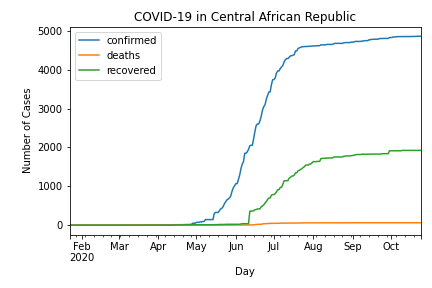 COVID-19 in Central African Republic
confirmed
deaths
recovered
Number of Cases
5000
4000
3000
2000
1000
0
Feb Mar Apr May Jun Jul Aug Sep Oct
2020
Day